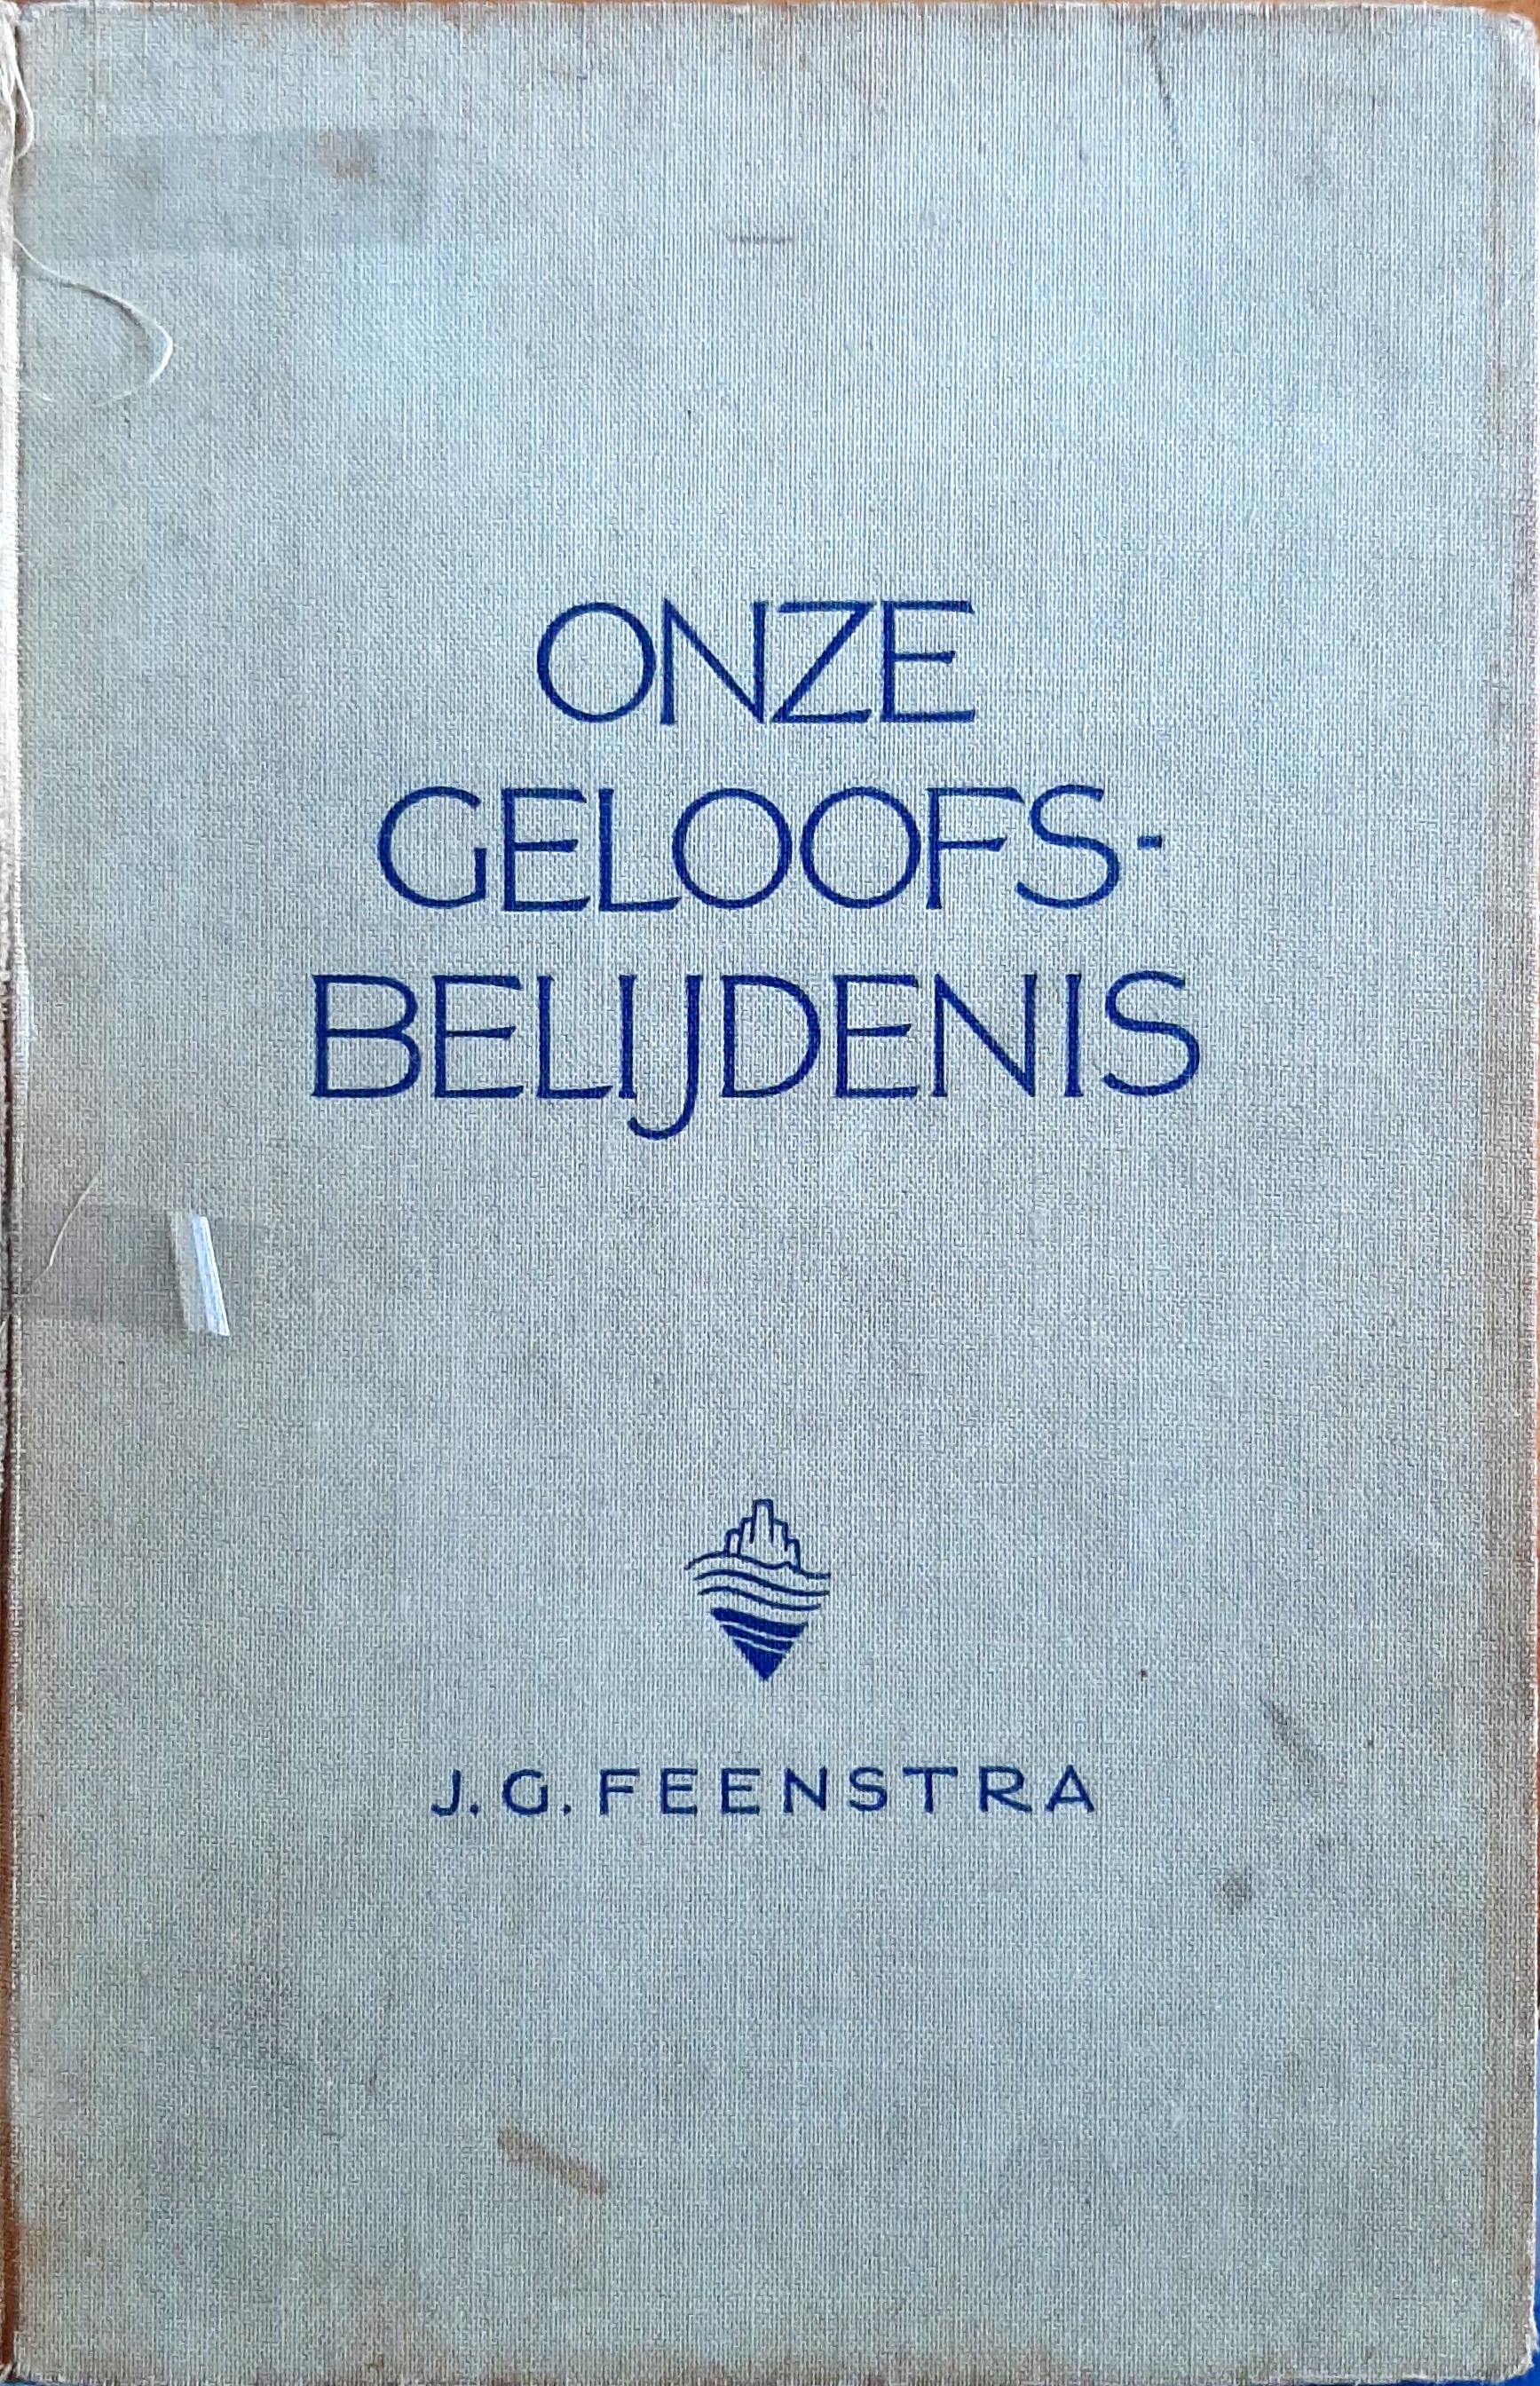 ONZE
GELOOFS-
BELIJDENIS
J. G. FEENSTRA